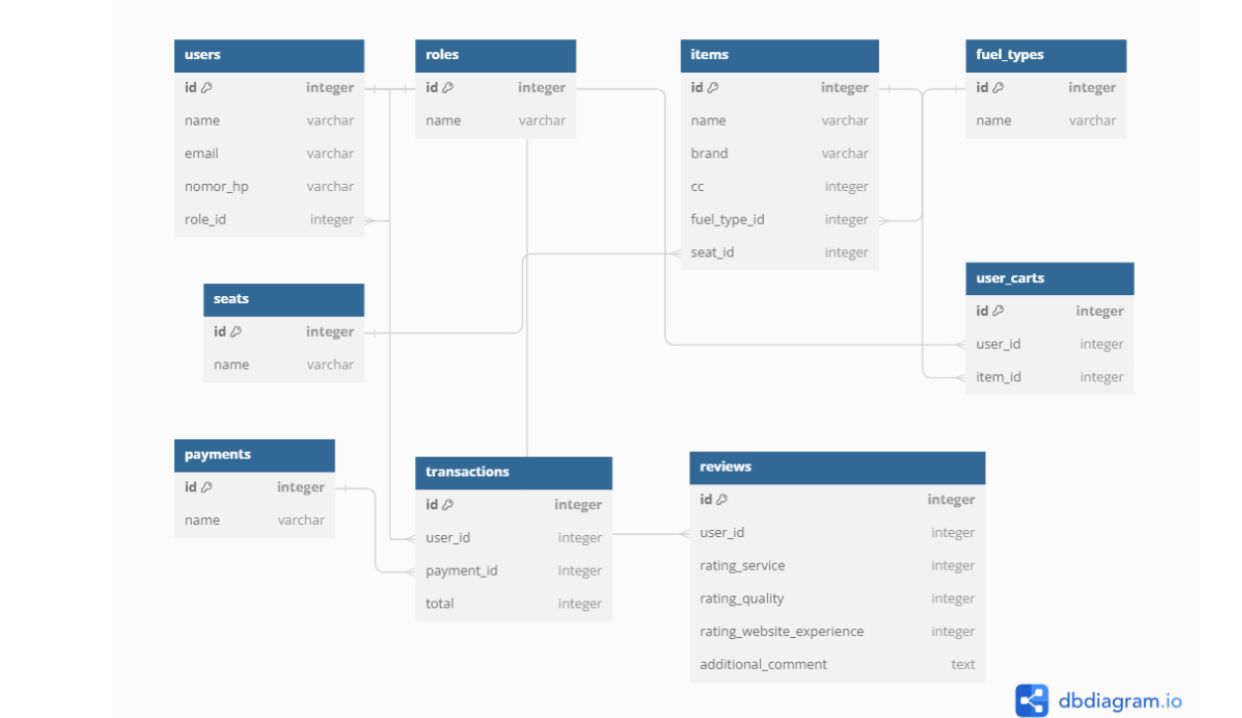 users
id integer
name varchar
email varchar
nomor_hp varchar
role_id integer
roles
id integer
name varchar
items
id integer
name varchar
brand varchar
cc integer
fuel_type_id integer
seat_id integer
fuel_types
id integer
name varchar
seats
id integer
name varchar
user_carts
id integer
user_id integer
item_id integer
payments
id integer
name varchar
transactions
id integer
user_id integer
payment_id integer
total integer
reviews
id integer
user_id integer
rating_service integer
rating_quality integer
rating_website_experience integer
additional_comment text
dbdiagram.io